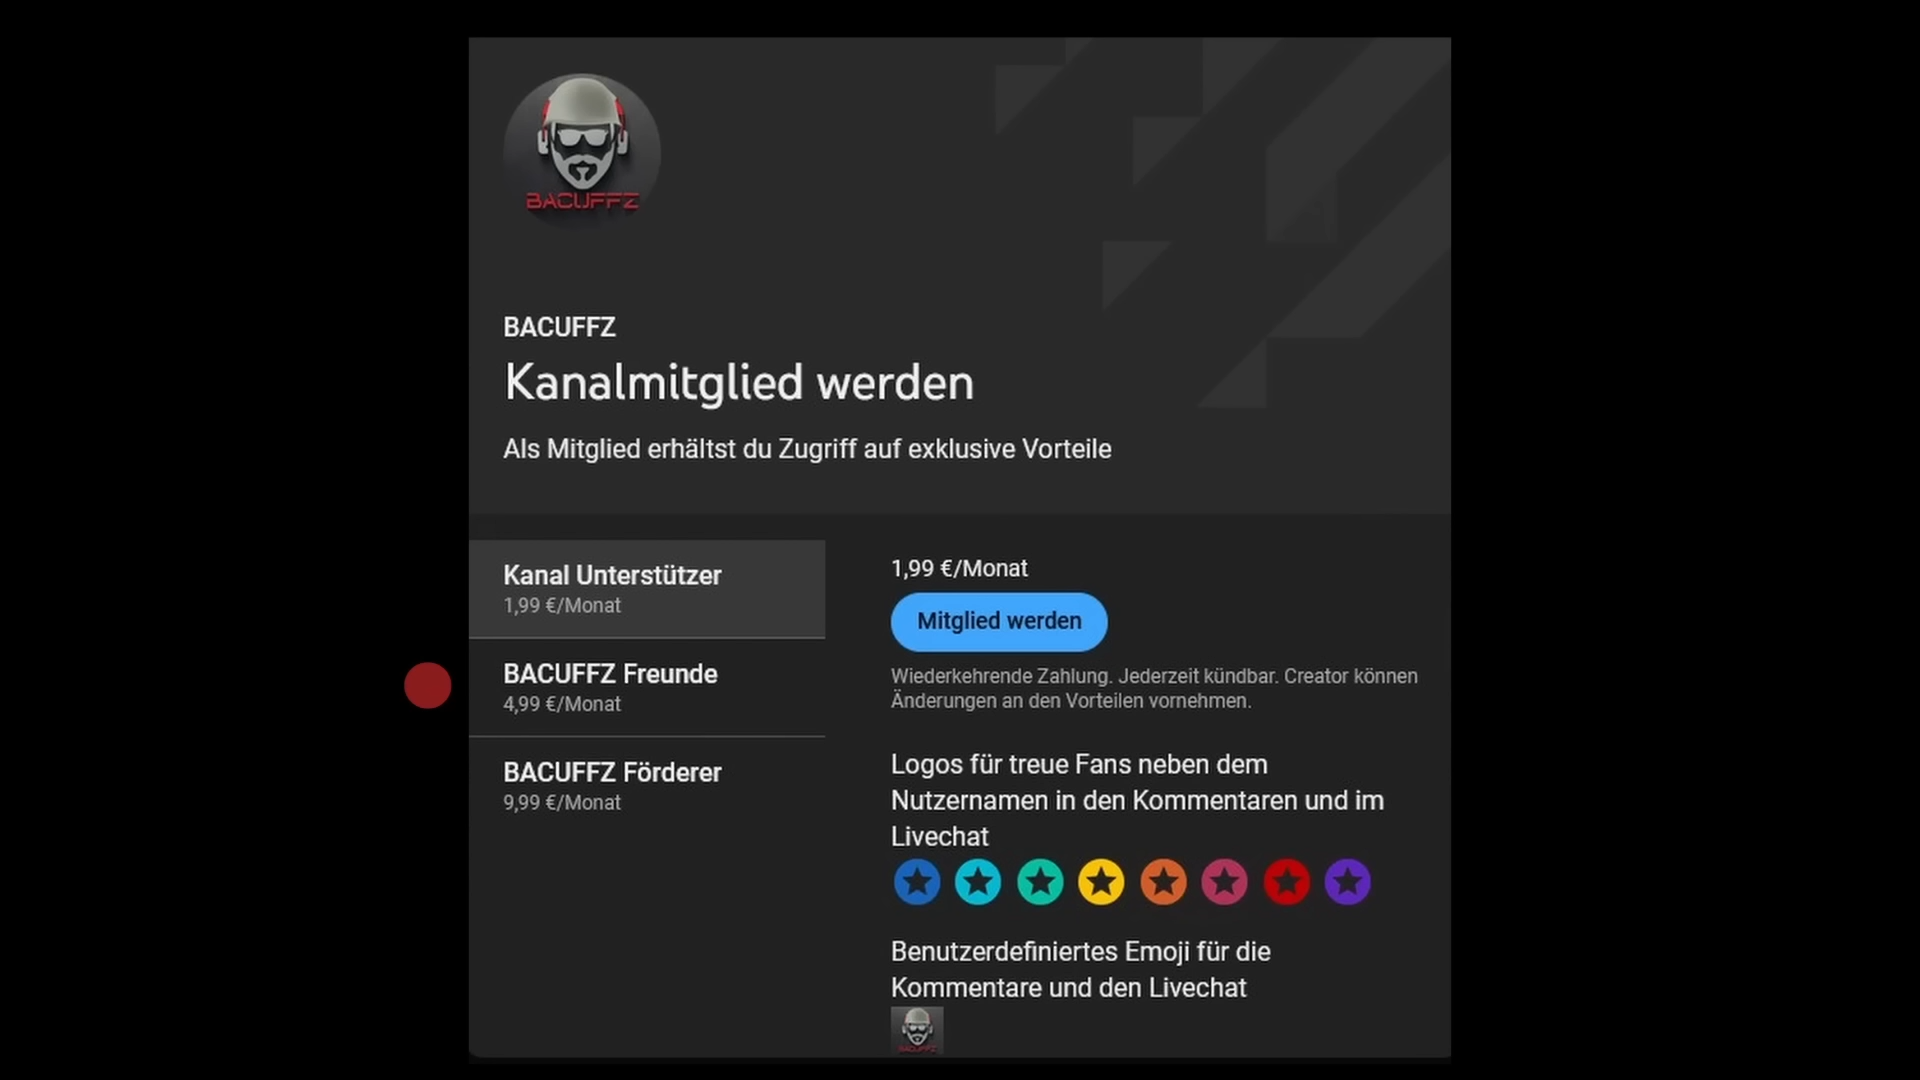 BACUFFZ
BACUFFZ
Kanalmitglied werden
Als Mitglied erhältst du Zugriff auf exklusive Vorteile
Kanal Unterstützer
1,99 €/Monat
BACUFFZ Freunde
4,99 €/Monat
BACUFFZ Förderer
9,99 €/Monat
1,99 €/Monat
Mitglied werden
Wiederkehrende Zahlung. Jederzeit kündbar. Creator können
Änderungen an den Vorteilen vornehmen.
Logos für treue Fans neben dem
Nutzernamen in den Kommentaren und im
Livechat
Benutzerdefiniertes Emoji für die
Kommentare und den Livechat
BACUFFZ